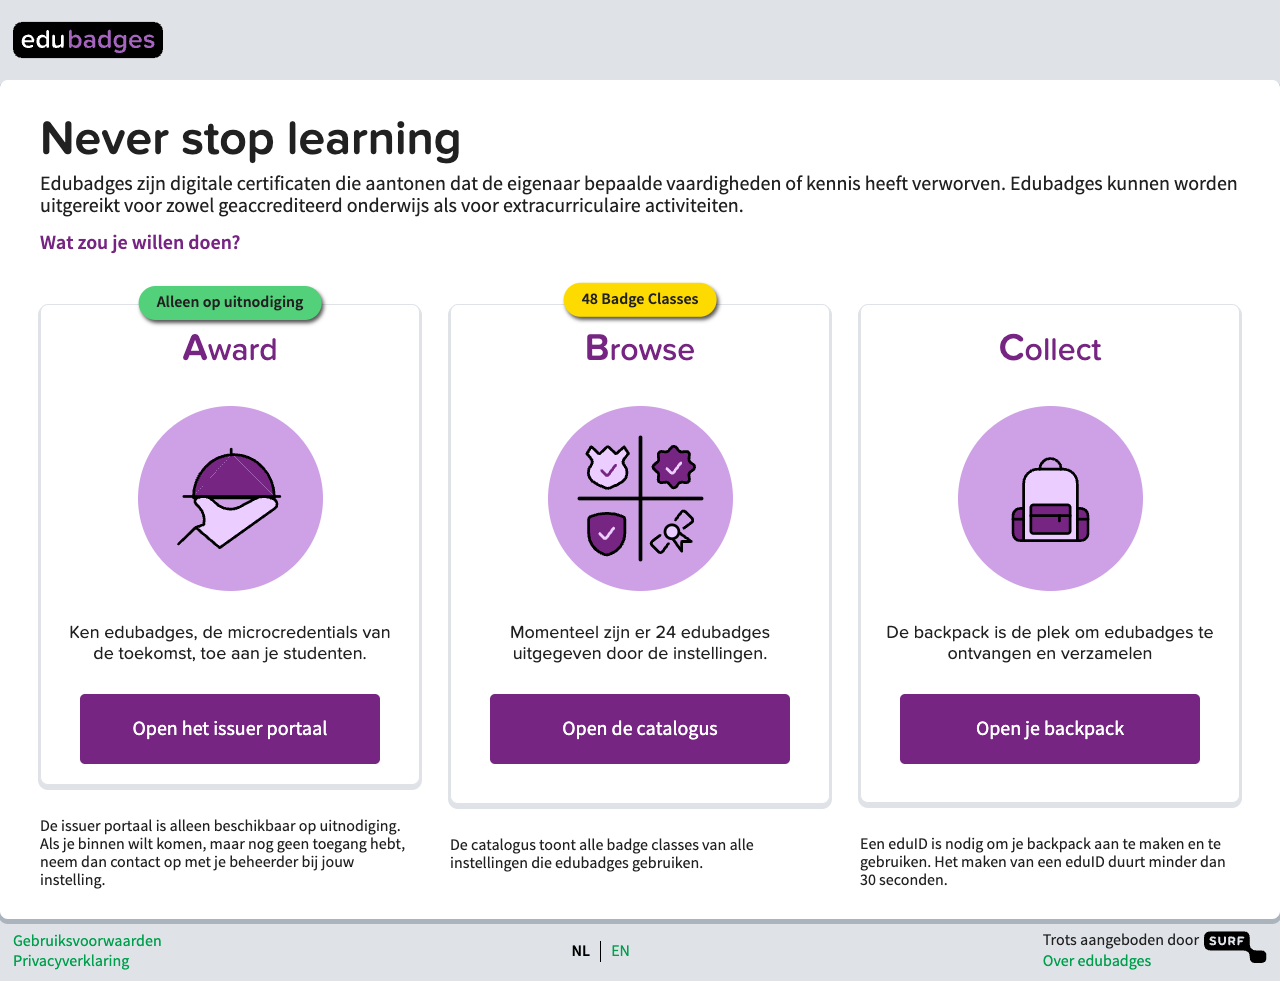 edubadges
Never stop learning
Edubadges zijn digitale certificaten die aantonen dat de eigenaar bepaalde vaardigheden of kennis heeft verworven. Edubadges kunnen worden
uitgereikt voor zowel geaccrediteerd onderwijs als voor extracurriculaire activiteiten.
Wat zou je willen doen?
Alleen op uitnodiging
Award
Ken edubadges, de microcredentials van
de toekomst, toe aan je studenten.
Open het issuer portaal
De issuer portaal is alleen beschikbaar op uitnodiging.
Als je binnen wilt komen, maar nog geen toegang hebt,
neem dan contact op met je beheerder bij jouw
instelling.
48 Badge Classes
Browse
Momenteel zijn er 24 edubadges
uitgegeven door de instellingen.
Open de catalogus
De catalogus toont alle badge classes van alle
instellingen die edubadges gebruiken.
Collect
De backpack is de plek om edubadges te
ontvangen en verzamelen
Open je backpack
Een eduID is nodig om je backpack aan te maken en te
gebruiken. Het maken van een eduID duurt minder dan
30 seconden.
Gebruiksvoorwaarden
Privacyverklaring
NL | EN
Trots aangeboden door SURF
Over edubadges